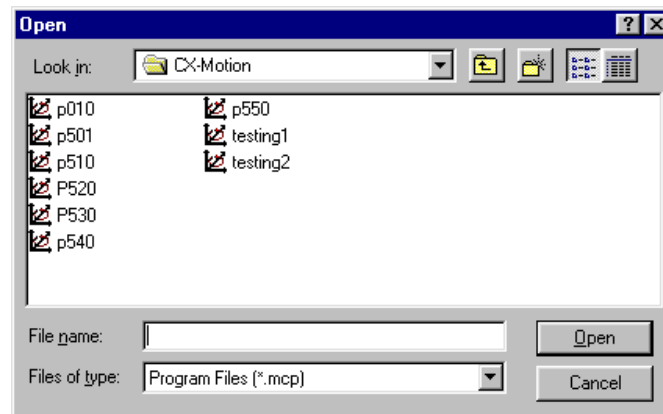 Open
Look in: CX-Motion
p010 p550
p501 testing1
p510 testing2
P520
P530
p540
File name: Open
Files of type: Program Files (*.mcp) Cancel